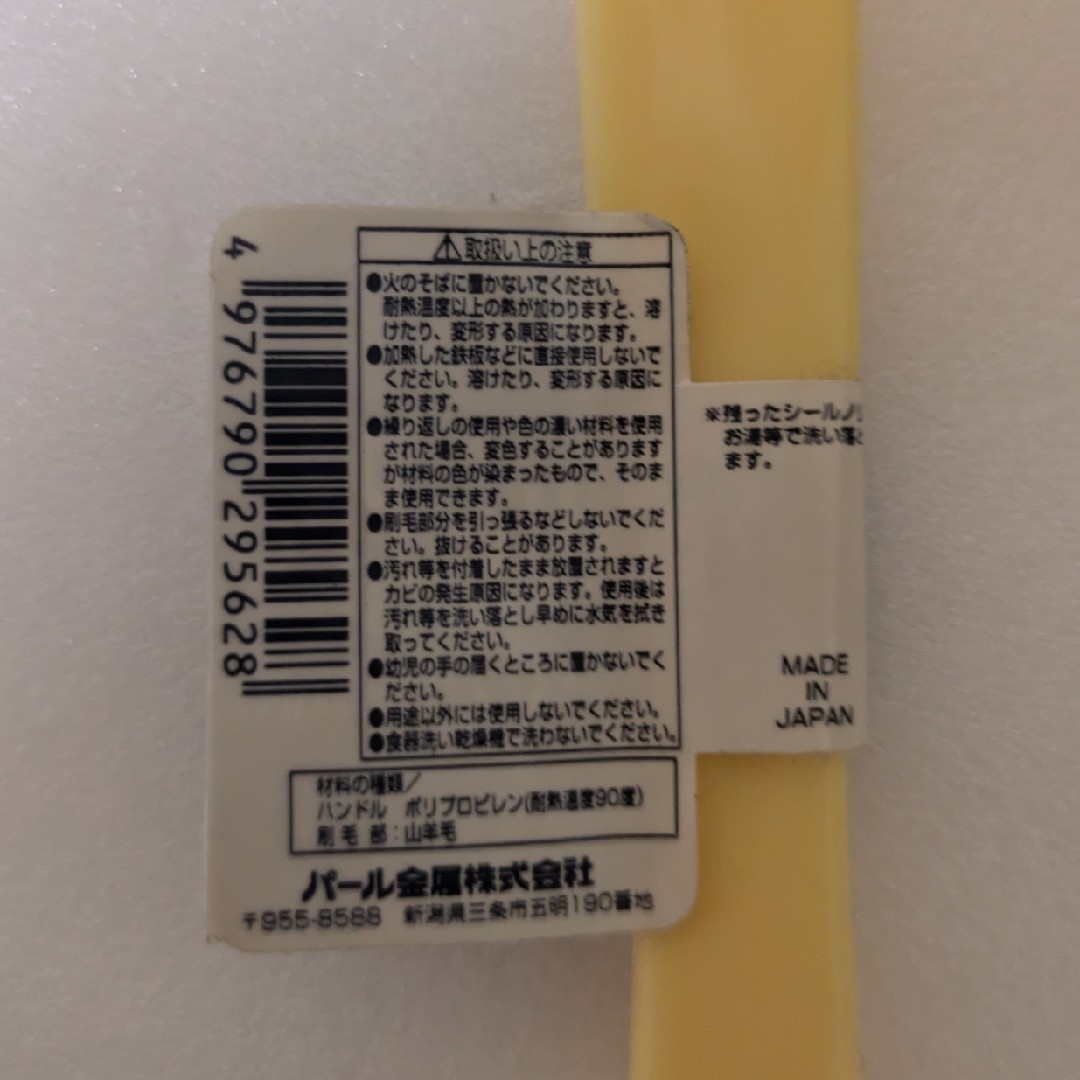 ⚠取扱い上の注意
●火のそばに置かないでください。
耐熱温度以上の熱が加わりますと、溶
けたり、変形する原因になります。
●加熱した鉄板などに直接使用しないで
ください。溶けたり、変形する原因に
なります。
●繰り返しの使用や色の濃い材料を使用
された場合、変色することがあります
が材料の色が染まったもので、そのま
ま使用できます。
●刷毛部分を引っ張るなどしないでくだ
さい。抜けることがあります。
●汚れ等を付着したまま放置されますと
カビの発生原因になります。使用後は
汚れ等を洗い落とし早めに水気を拭き
取ってください。
●幼児の手の届くところに置かないでく
ださい。
●用途以外には使用しないでください。
●食器洗い乾燥機で洗わないでください。
材料の種類/
ハンドル ポリプロピレン(耐熱温度90度)
刷毛部:山羊毛
パール金属株式会社
〒955-8588 新潟県三条市五明190番地
4 976790 295628
※残ったシールノリ
お湯等で洗い落と
ます。
MADE
IN
JAPAN